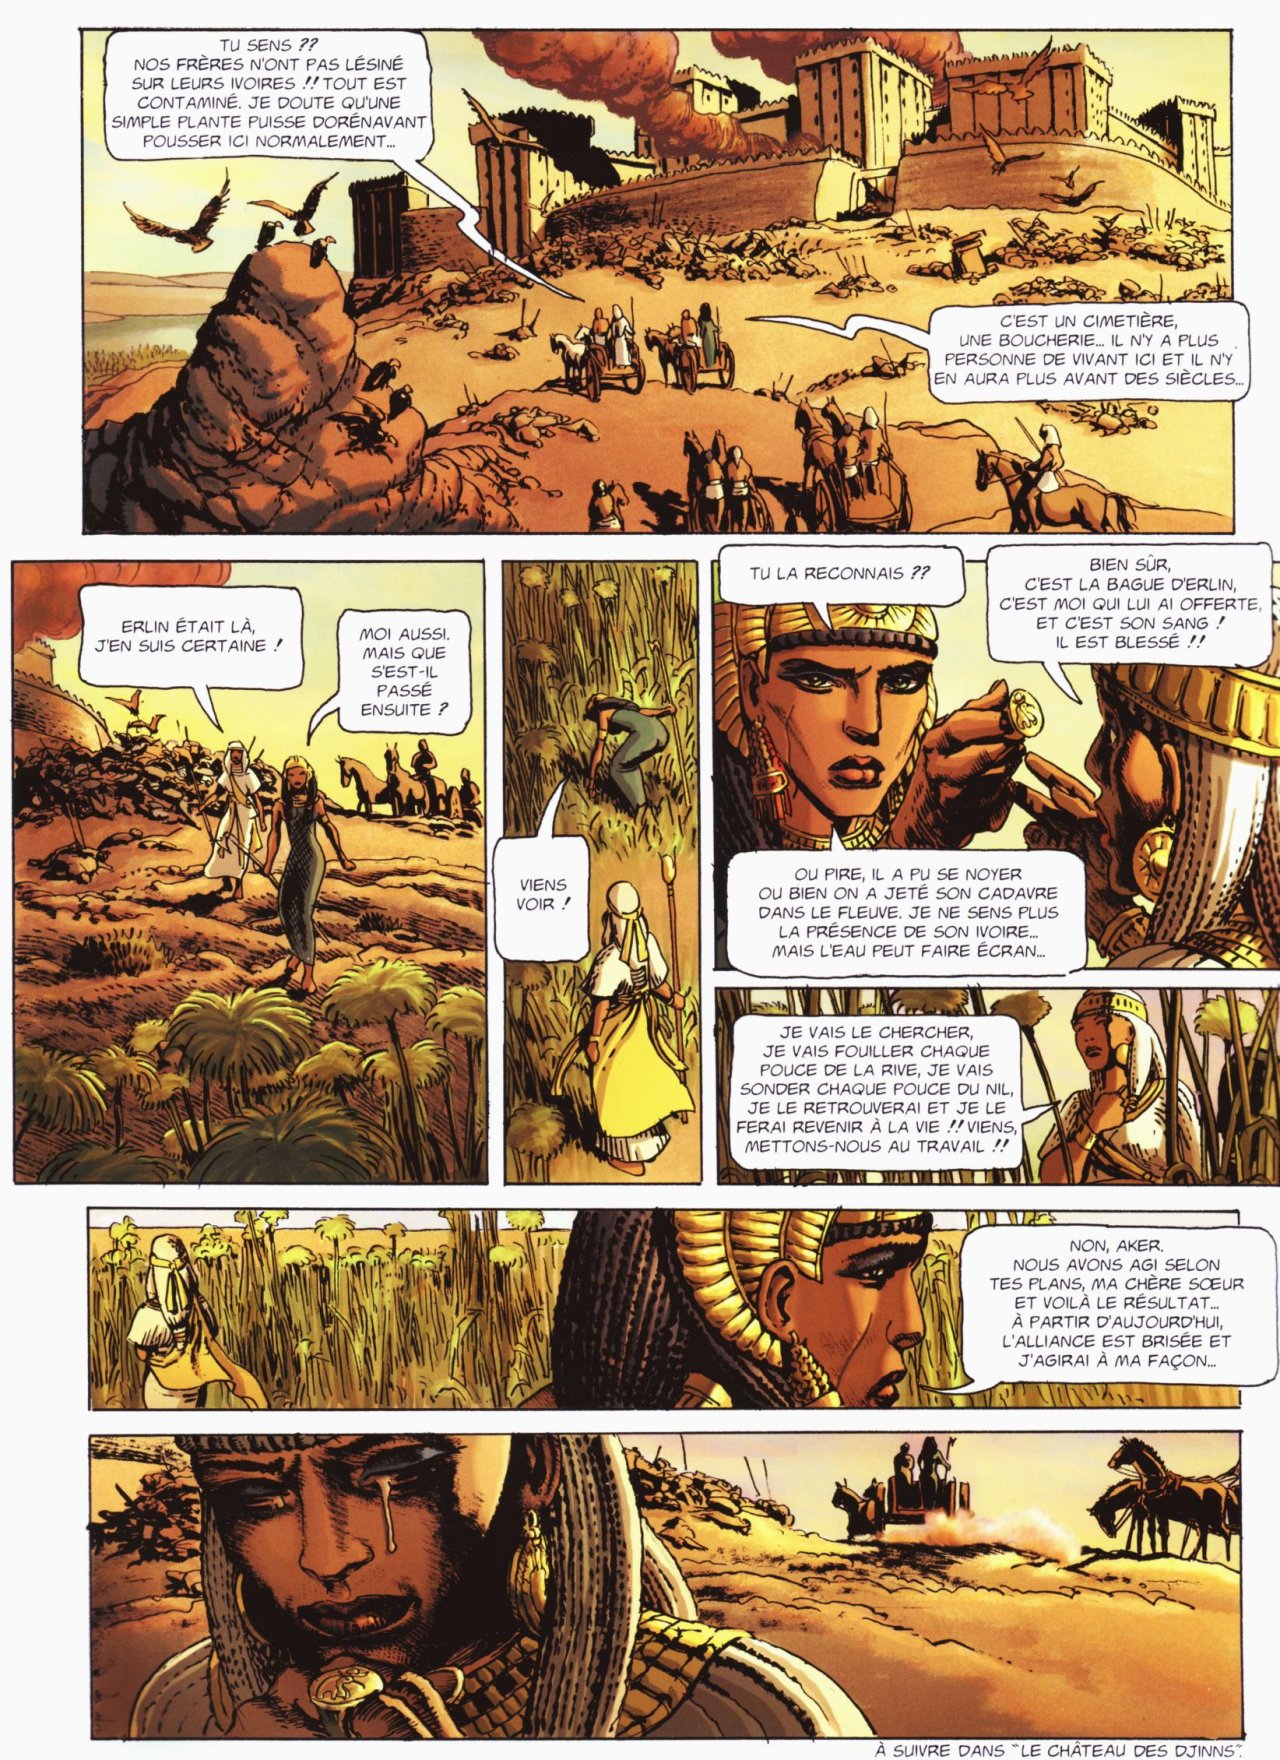 TU SENS ??
NOS FRÈRES N'ONT PAS LÉSINÉ
SUR LEURS IVOIRES !! TOUT EST
CONTAMINÉ. JE DOUTE QU'UNE
SIMPLE PLANTE PUISSE DORÉNAVANT
POUSSER ICI NORMALEMENT...
C'EST UN CIMETIÈRE,
UNE BOUCHERIE... IL N'Y A PLUS
PERSONNE DE VIVANT ICI ET IL N'Y
EN AURA PLUS AVANT DES SIÈCLES...
ERLIN ÉTAIT LÀ,
J'EN SUIS CERTAINE !
MOI AUSSI.
MAIS QUE
S'EST-IL
PASSÉ
ENSUITE ?
VIENS
VOIR !
TU LA RECONNAIS ??
BIEN SÛR,
C'EST LA BAGUE D'ERLIN,
C'EST MOI QUI LUI AI OFFERTE,
ET C'EST SON SANG !
IL EST BLESSÉ !!
OU PIRE, IL A PU SE NOYER
OU BIEN ON A JETÉ SON CADAVRE
DANS LE FLEUVE. JE NE SENS PLUS
LA PRÉSENCE DE SON IVOIRE...
MAIS L'EAU PEUT FAIRE ÉCRAN...
JE VAIS LE CHERCHER,
JE VAIS FOUILLER CHAQUE
POUCE DE LA RIVE, JE VAIS
SONDER CHAQUE POUCE DU NIL,
JE LE RETROUVERAI ET JE LE
FERAI REVENIR À LA VIE !! VIENS,
METTONS-NOUS AU TRAVAIL !!
NON, AKER.
NOUS AVONS AGI SELON
TES PLANS, MA CHÈRE SŒUR
ET VOILÀ LE RÉSULTAT...
À PARTIR D'AUJOURD'HUI,
L'ALLIANCE EST BRISÉE ET
J'AGIRAI À MA FAÇON...
À SUIVRE DANS "LE CHÂTEAU DES DJINNS"